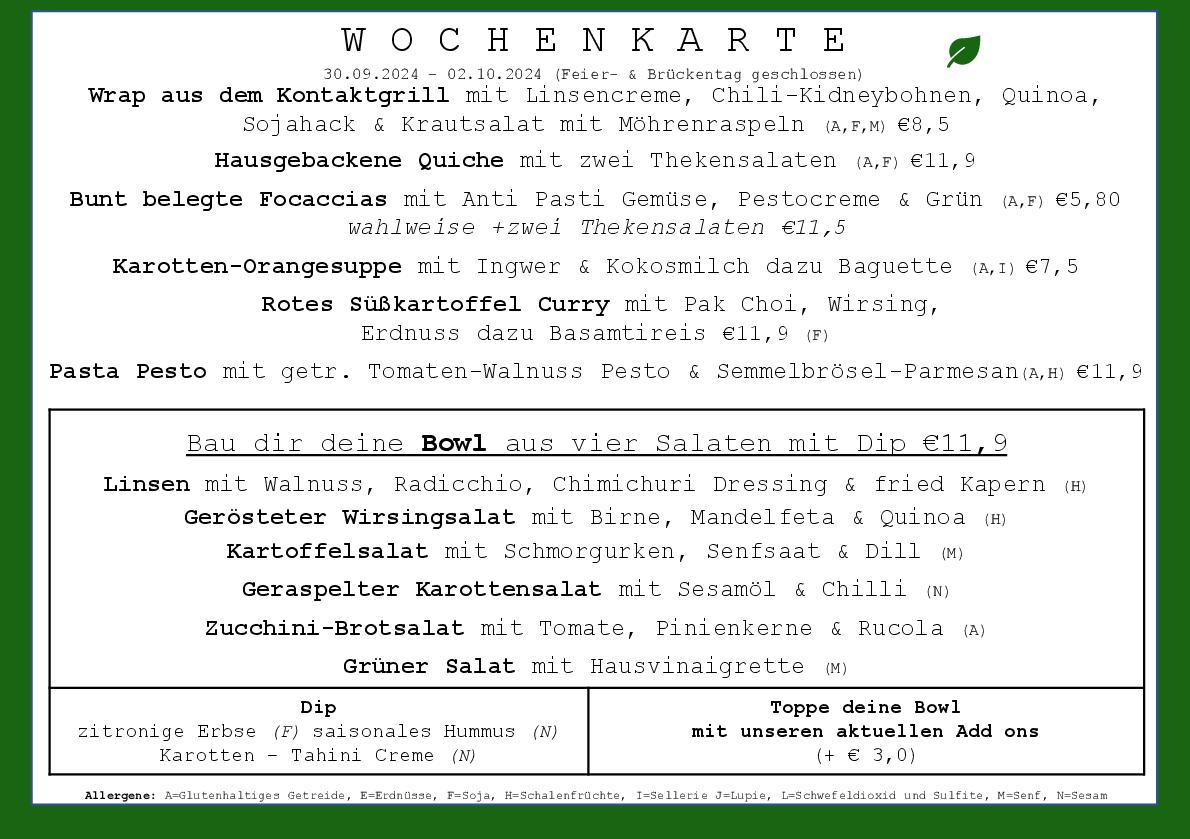 WOCHENKARTE
30.09.2024 – 02.10.2024 (Feier- & Brückentag geschlossen)
Wrap aus dem Kontaktgrill mit Linsencreme, Chili-Kidneybohnen, Quinoa,
Sojahack & Krautsalat mit Möhrenraspeln (A,F,M) €8,5
Hausgebackene Quiche mit zwei Thekensalaten (A,F) €11,9
Bunt belegte Focaccias mit Anti Pasti Gemüse, Pestocreme & Grün (A,F) €5,80
wahlweise +zwei Thekensalaten €11,5
Karotten-Orangesuppe mit Ingwer & Kokosmilch dazu Baguette (A,I) €7,5
Rotes Süßkartoffel Curry mit Pak Choi, Wirsing,
Erdnuss dazu Basamtireis €11,9 (F)
Pasta Pesto mit getr. Tomaten-Walnuss Pesto & Semmelbrösel-Parmesan(A,H) €11,9
Bau dir deine Bowl aus vier Salaten mit Dip €11,9
Linsen mit Walnuss, Radicchio, Chimichuri Dressing & fried Kapern (H)
Gerösteter Wirsingsalat mit Birne, Mandelfeta & Quinoa (H)
Kartoffelsalat mit Schmorgurken, Senfsaat & Dill (M)
Geraspelter Karottensalat mit Sesamöl & Chilli (N)
Zucchini-Brotsalat mit Tomate, Pinienkerne & Rucola (A)
Grüner Salat mit Hausvinaigrette (M)
Dip
zitronige Erbse (F) saisonales Hummus (N)
Karotten – Tahini Creme (N)
Toppe deine Bowl
mit unseren aktuellen Add ons
(+ € 3,0)
Allergene: A=Glutenhaltiges Getreide, E=Erdnüsse, F=Soja, H=Schalenfrüchte, I=Sellerie J=Lupie, L=Schwefeldioxid und Sulfite, M=Senf, N=Sesam